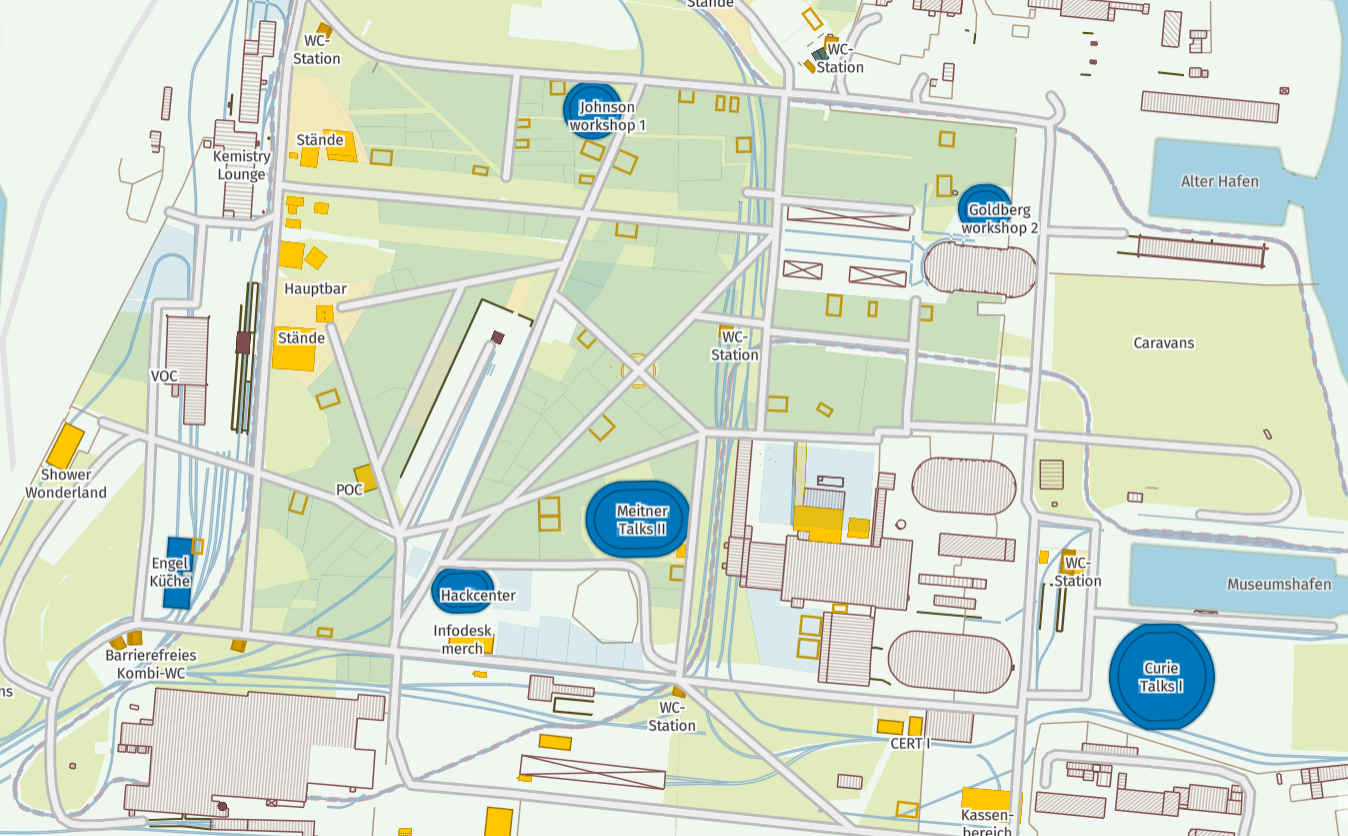 Stände
WC-
Station
WC-
Station
Johnson
workshop 1
Stände
Kemistry
Lounge
Alter Hafen
Goldberg
workshop 2
Hauptbar
Stände
WC-
Station
Caravans
VOC
Shower
Wonderland
POC
Meitner
Talks II
Engel
Küche
WC-
Station
Museumshafen
Hackcenter
Infodesk
merch
Barrierefreies
Kombi-WC
Curie
Talks I
ns
WC-
Station
CERT I
Kassen-
bereich